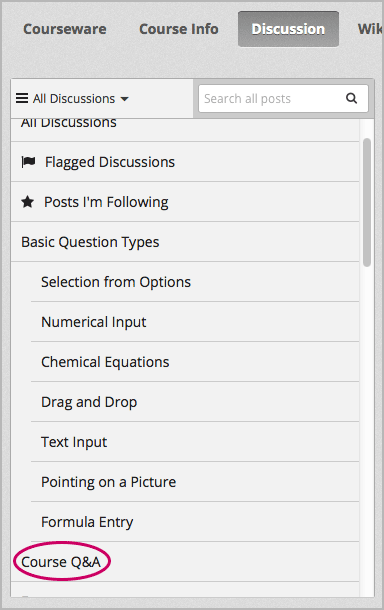 Courseware Course Info Discussion Wik
All Discussions Search all posts
All Discussions
Flagged Discussions
Posts I'm Following
Basic Question Types
Selection from Options
Numerical Input
Chemical Equations
Drag and Drop
Text Input
Pointing on a Picture
Formula Entry
Course Q&A